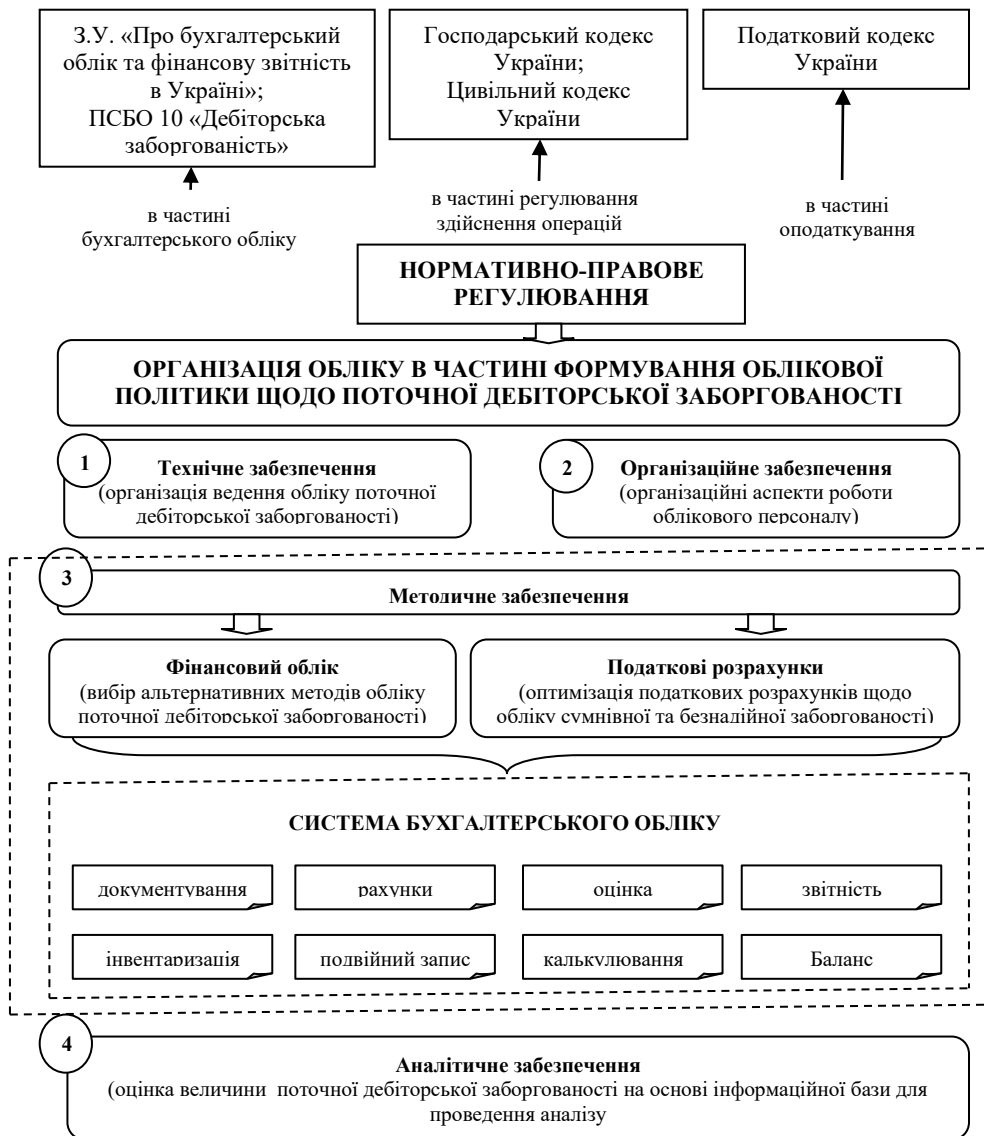 З.У. «Про бухгалтерський
облік та фінансову звітність
в Україні»;
ПСБО 10 «Дебіторська
заборгованість»
Господарський кодекс
України;
Цивільний кодекс
України
Податковий кодекс
України
в частині
бухгалтерського обліку
в частині регулювання
здійснення операцій
в частині
оподаткування
НОРМАТИВНО-ПРАВОВЕ
РЕГУЛЮВАННЯ
ОРГАНІЗАЦІЯ ОБЛІКУ В ЧАСТИНІ ФОРМУВАННЯ ОБЛІКОВОЇ
ПОЛІТИКИ ЩОДО ПОТОЧНОЇ ДЕБІТОРСЬКОЇ ЗАБОРГОВАНОСТІ
1
Технічне забезпечення
(організація ведення обліку поточної
дебіторської заборгованості)
2
Організаційне забезпечення
(організаційні аспекти роботи
облікового персоналу)
3
Методичне забезпечення
Фінансовий облік
(вибір альтернативних методів обліку
поточної дебіторської заборгованості)
Податкові розрахунки
(оптимізація податкових розрахунків щодо
обліку сумнівної та безнадійної заборгованості)
СИСТЕМА БУХГАЛТЕРСЬКОГО ОБЛІКУ
документування
рахунки
оцінка
звітність
інвентаризація
подвійний запис
калькулювання
Баланс
4
Аналітичне забезпечення
(оцінка величини поточної дебіторської заборгованості на основі інформаційної бази для
проведення аналізу